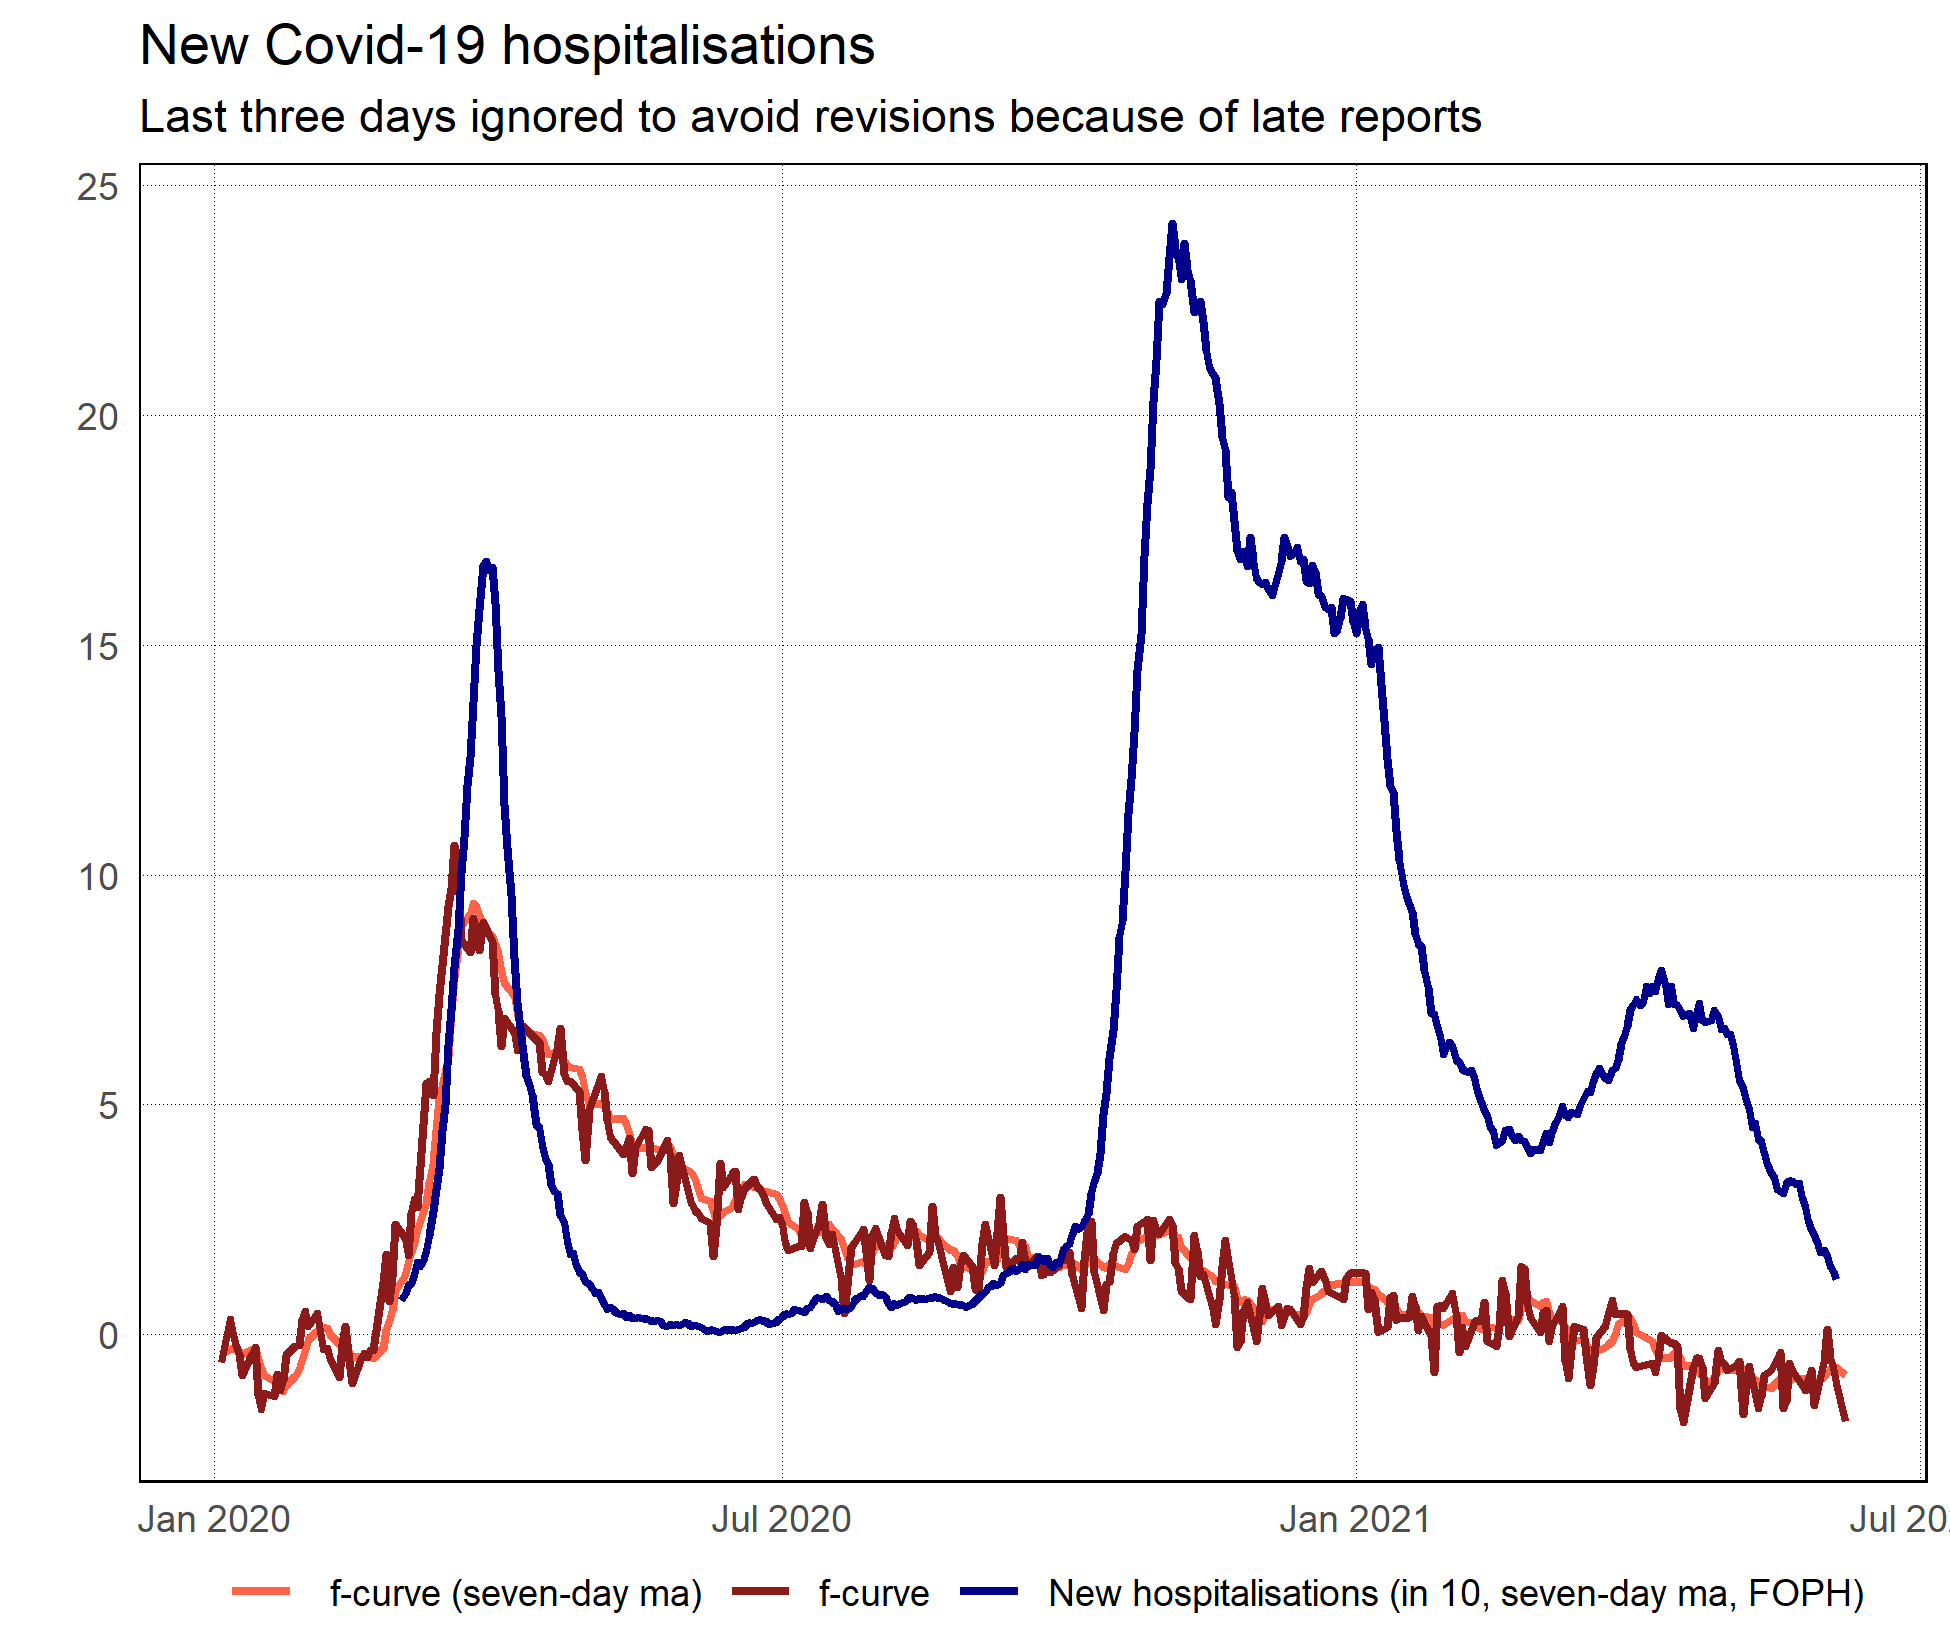 New Covid-19 hospitalisations
Last three days ignored to avoid revisions because of late reports
25
20
15
10
5
0
Jan 2020 Jul 2020 Jan 2021 Jul 202
f-curve (seven-day ma) f-curve New hospitalisations (in 10, seven-day ma, FOPH)